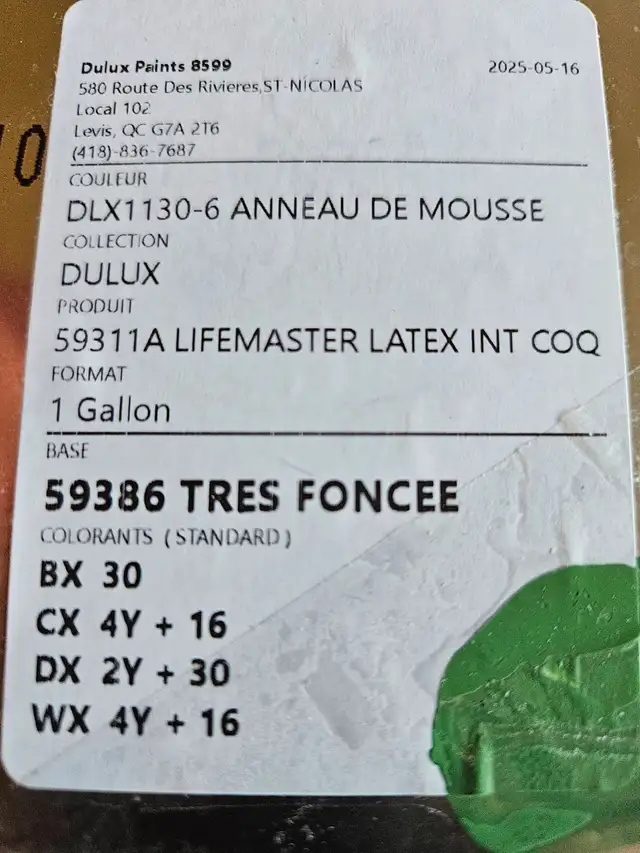 Dulux Paints 8599
2025-05-16
580 Route Des Rivieres,ST-NICOLAS
Local 102
Levis, QC G7A 2T6
(418)-836-7687
COULEUR
DLX1130-6 ANNEAU DE MOUSSE
COLLECTION
DULUX
PRODUIT
59311A LIFEMASTER LATEX INT COQ
FORMAT
1 Gallon
BASE
59386 TRES FONCEE
COLORANTS (STANDARD)
BX 30
CX 4Y + 16
DX 2Y + 30
WX 4Y + 16